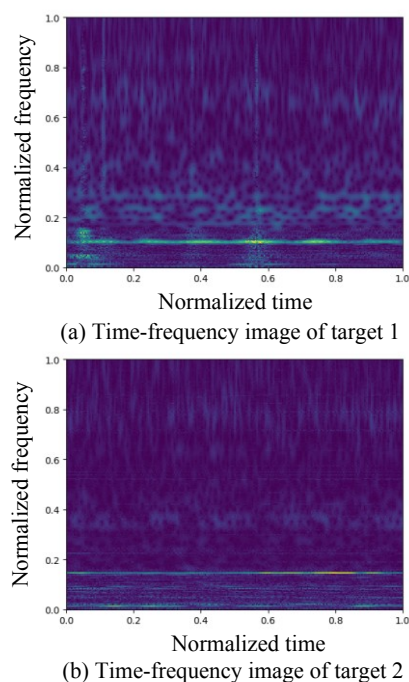 1.0
0.8
0.6
0.4
0.2
0.0
Normalized frequency
0.0 0.2 0.4 0.6 0.8 1.0
Normalized time
(a) Time-frequency image of target 1
1.0
0.8
0.6
0.4
0.2
0.0
Normalized frequency
0.0 0.2 0.4 0.6 0.8 1.0
Normalized time
(b) Time-frequency image of target 2